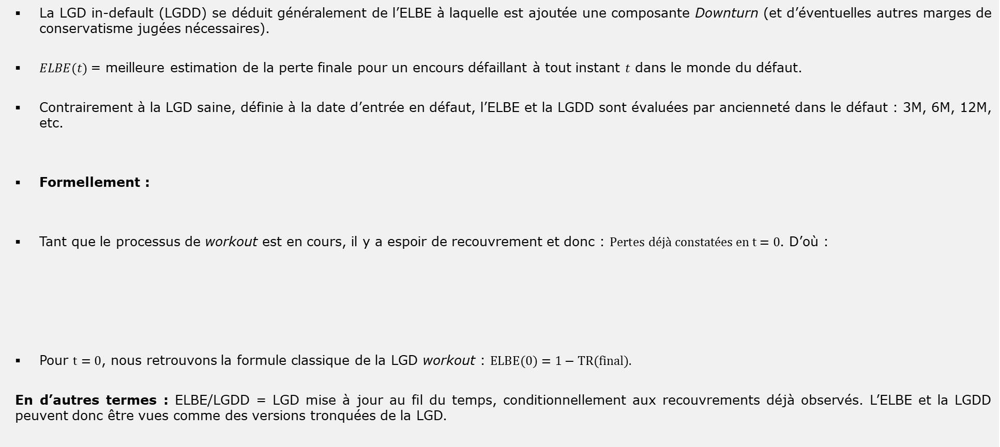 ▪ La LGD in-default (LGDD) se déduit généralement de l’ELBE à laquelle est ajoutée une composante Downturn (et d’éventuelles autres marges de
conservatisme jugées nécessaires).
▪ ELBE(t) = meilleure estimation de la perte finale pour un encours défaillant à tout instant t dans le monde du défaut.
▪ Contrairement à la LGD saine, définie à la date d’entrée en défaut, l’ELBE et la LGDD sont évaluées par ancienneté dans le défaut : 3M, 6M, 12M,
etc.
▪ Formellement :
▪ Tant que le processus de workout est en cours, il y a espoir de recouvrement et donc : Pertes déjà constatées en t = 0. D’où :
▪ Pour t = 0, nous retrouvons la formule classique de la LGD workout : ELBE(0) = 1 − TR(final).
En d’autres termes : ELBE/LGDD = LGD mise à jour au fil du temps, conditionnellement aux recouvrements déjà observés. L’ELBE et la LGDD
peuvent donc être vues comme des versions tronquées de la LGD.